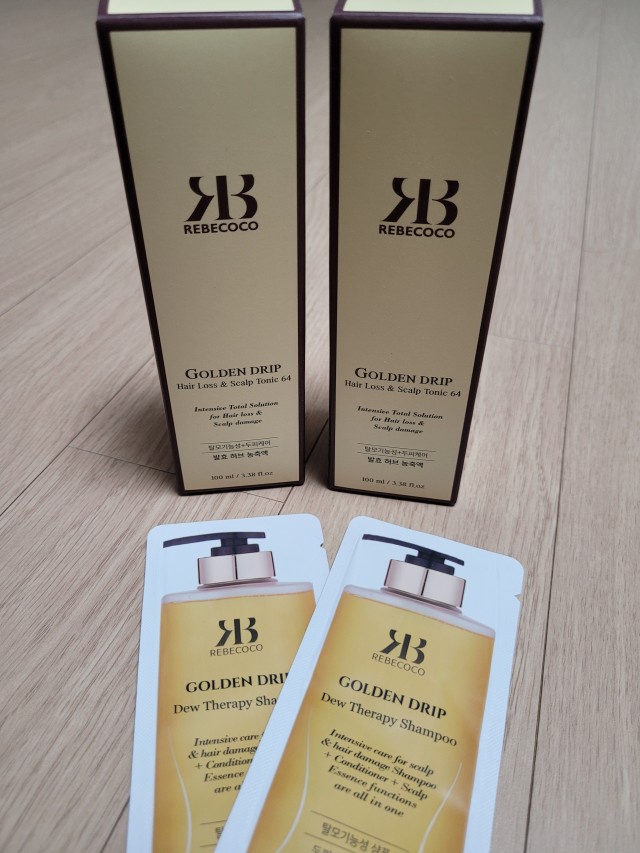 RB
REBECOCO
GOLDEN DRIP
Hair Loss & Scalp Tonic 64
Intensive Total Solution
for Hair loss &
Scalp damage
탈모기능성+두피케어
발효 허브 농축액
100 ml / 3.38 fl.oz
RB
REBECOCO
GOLDEN DRIP
Hair Loss & Scalp Tonic 64
Intensive Total Solution
for Hair loss &
Scalp damage
탈모기능성+두피케어
발효 허브 농축액
100 ml / 3.38 fl.oz
RB
REBECOCO
GOLDEN DRIP
Dew Therapy Sha
Intensive care
& hair damage
+ Condition
Essence
are a
탈
RB
REBECOCO
GOLDEN DRIP
Dew Therapy Shampoo
Intensive care for scalp
& hair damage Shampoo
+ Conditioner + Scalp
Essence functions
are all in one
탈모기능성 샴푸